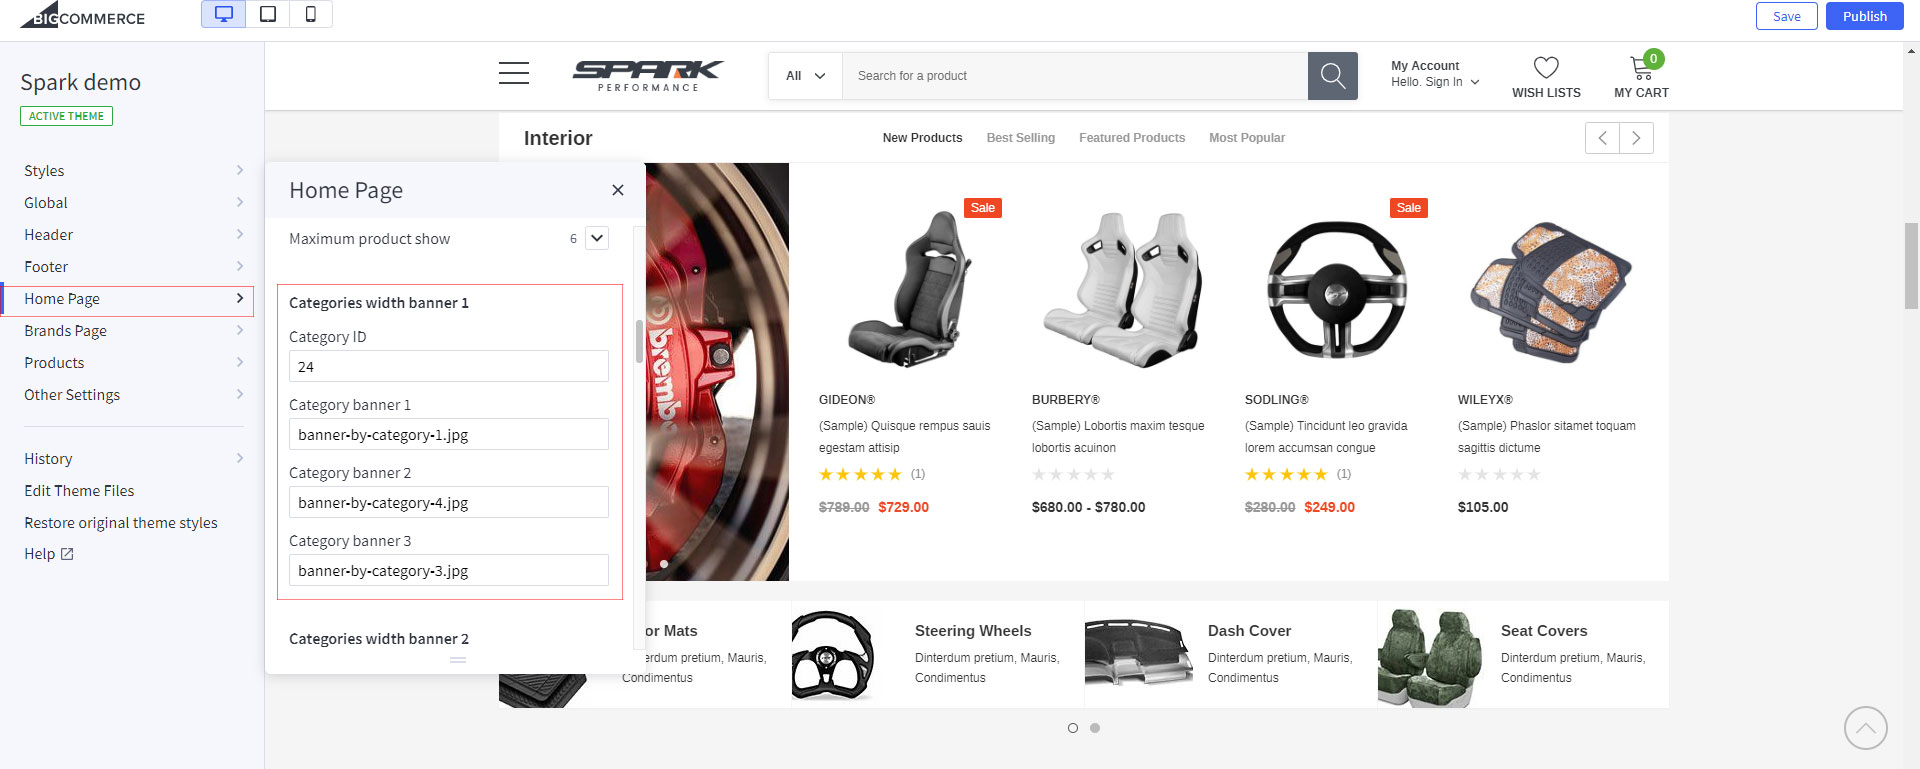 BIGCOMMERCE
Save
Publish
Spark demo
ACTIVE THEME
Styles
Global
Header
Footer
Home Page
Brands Page
Products
Other Settings
History
Edit Theme Files
Restore original theme styles
Help
Home Page
Maximum product show 6
Categories width banner 1
Category ID
24
Category banner 1
banner-by-category-1.jpg
Category banner 2
banner-by-category-4.jpg
Category banner 3
banner-by-category-3.jpg
Categories width banner 2
SPARK
PERFORMANCE
All
Search for a product
My Account
Hello. Sign In
WISH LISTS
0
MY CART
Interior
New Products Best Selling Featured Products Most Popular
brembo
Sale
GIDEON®
(Sample) Quisque rempus sauis
egestam attisip
(1)
$789.00 $729.00
BURBERY®
(Sample) Lobortis maxim tesque
lobortis acuinon
$680.00 - $780.00
Sale
SODLING®
(Sample) Tincidunt leo gravida
lorem accumsan congue
(1)
$280.00 $249.00
WILEYX®
(Sample) Phaslor sitamet toquam
sagittis dictume
$105.00
or Mats
erdum pretium, Mauris,
Condimentus
Steering Wheels
Dinterdum pretium, Mauris,
Condimentus
Dash Cover
Dinterdum pretium, Mauris,
Condimentus
Seat Covers
Dinterdum pretium, Mauris,
Condimentus